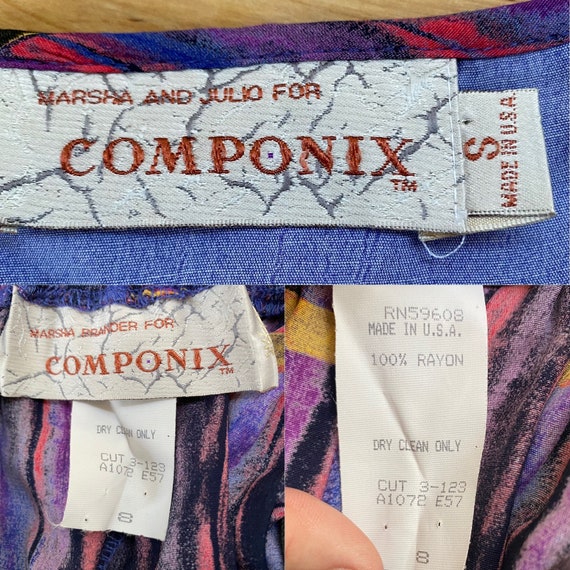 MARSHA AND JULIO FOR
COMPONIX
TM
S
MADE IN U.S.A.
MARSHA BRANDER FOR
COMPONIX
TM
DRY CLEAN ONLY
CUT 3-123
A1072 E57
8
RN59608
MADE IN U.S.A.
100% RAYON
DRY CLEAN ONLY
CUT 3-123
A1072 E57
8